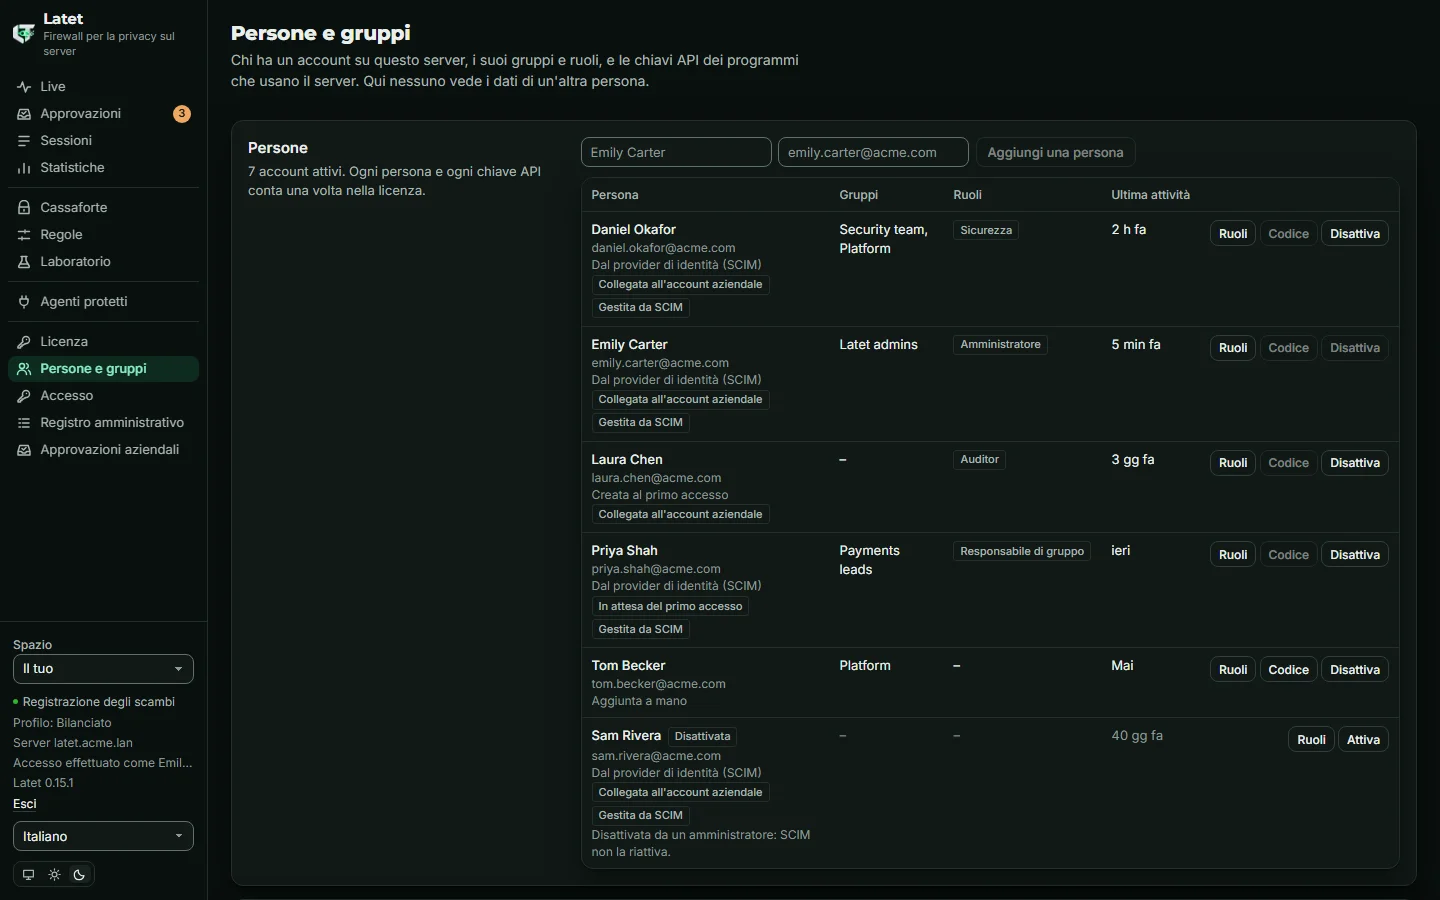 Latet
Firewall per la privacy sul
server
Live
Approvazioni 3
Sessioni
Statistiche
Cassaforte
Regole
Laboratorio
Agenti protetti
Licenza
Persone e gruppi
Accesso
Registro amministrativo
Approvazioni aziendali
Spazio
Il tuo
Registrazione degli scambi
Profilo: Bilanciato
Server latet.acme.lan
Accesso effettuato come Emil...
Latet 0.15.1
Esci
Italiano
Persone e gruppi
Chi ha un account su questo server, i suoi gruppi e ruoli, e le chiavi API dei programmi
che usano il server. Qui nessuno vede i dati di un'altra persona.
Persone
7 account attivi. Ogni persona e ogni chiave API
conta una volta nella licenza.
Emily Carter emily.carter@acme.com Aggiungi una persona
Persona Gruppi Ruoli Ultima attività
Daniel Okafor Security team, Sicurezza 2 h fa Ruoli Codice Disattiva
daniel.okafor@acme.com Platform
Dal provider di identità (SCIM)
Collegata all'account aziendale
Gestita da SCIM
Emily Carter Latet admins Amministratore 5 min fa Ruoli Codice Disattiva
emily.carter@acme.com
Dal provider di identità (SCIM)
Collegata all'account aziendale
Gestita da SCIM
Laura Chen – Auditor 3 gg fa Ruoli Codice Disattiva
laura.chen@acme.com
Creata al primo accesso
Collegata all'account aziendale
Priya Shah Payments Responsabile di gruppo ieri Ruoli Codice Disattiva
priya.shah@acme.com leads
Dal provider di identità (SCIM)
In attesa del primo accesso
Gestita da SCIM
Tom Becker Platform – Mai Ruoli Codice Disattiva
tom.becker@acme.com
Aggiunta a mano
Sam Rivera Disattivata – – 40 gg fa Ruoli Attiva
sam.rivera@acme.com
Dal provider di identità (SCIM)
Collegata all'account aziendale
Gestita da SCIM
Disattivata da un amministratore: SCIM
non la riattiva.